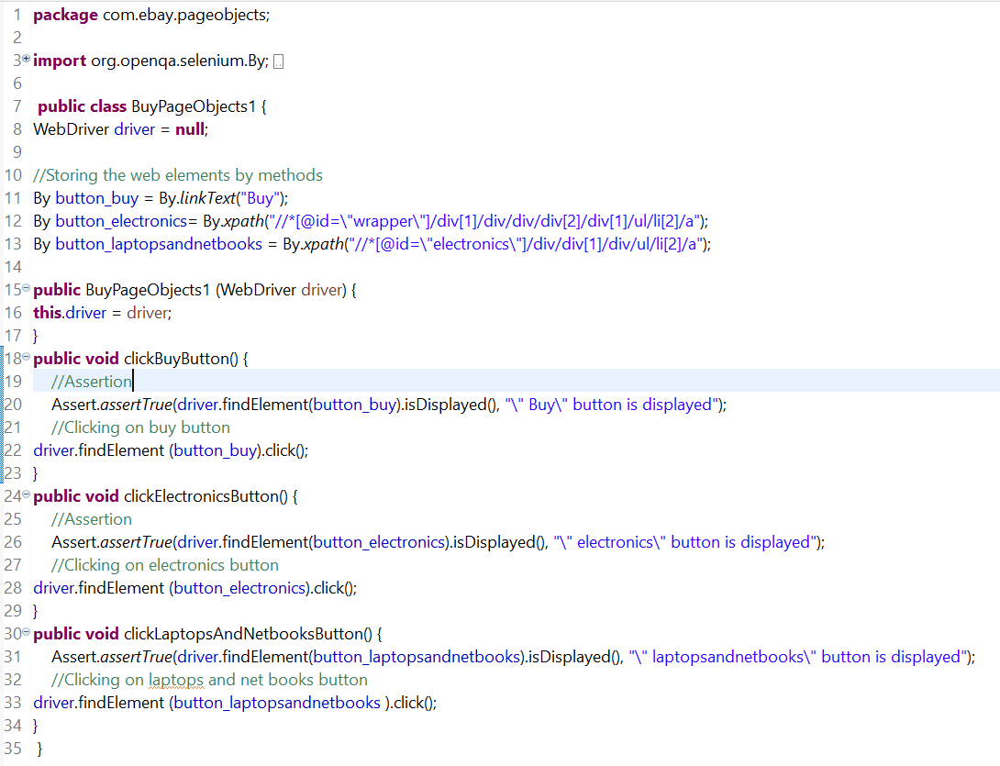 1 package com.ebay.pageobjects;
2
3 import org.openqa.selenium.By;
6
7 public class BuyPageObjects1 {
8 WebDriver driver = null;
9
10 //Storing the web elements by methods
11 By button_buy = By.linkText("Buy");
12 By button_electronics= By.xpath("//*[@id=\"wrapper\"]/div[1]/div/div/div[2]/div[1]/ul/li[2]/a");
13 By button_laptopsandnetbooks = By.xpath("//*[@id=\"electronics\"]/div/div[1]/div/ul/li[2]/a");
14
15 public BuyPageObjects1 (WebDriver driver) {
16 this.driver = driver;
17 }
18 public void clickBuyButton() {
19 //Assertion
20 Assert.assertTrue(driver.findElement(button_buy).isDisplayed(), "\" Buy\" button is displayed");
21 //Clicking on buy button
22 driver.findElement (button_buy).click();
23 }
24 public void clickElectronicsButton() {
25 //Assertion
26 Assert.assertTrue(driver.findElement(button_electronics).isDisplayed(), "\" electronics\" button is displayed");
27 //Clicking on electronics button
28 driver.findElement (button_electronics).click();
29 }
30 public void clickLaptopsAndNetbooksButton() {
31 Assert.assertTrue(driver.findElement(button_laptopsandnetbooks).isDisplayed(), "\" laptopsandnetbooks\" button is displayed");
32 //Clicking on laptops and net books button
33 driver.findElement (button_laptopsandnetbooks ).click();
34 }
35 }